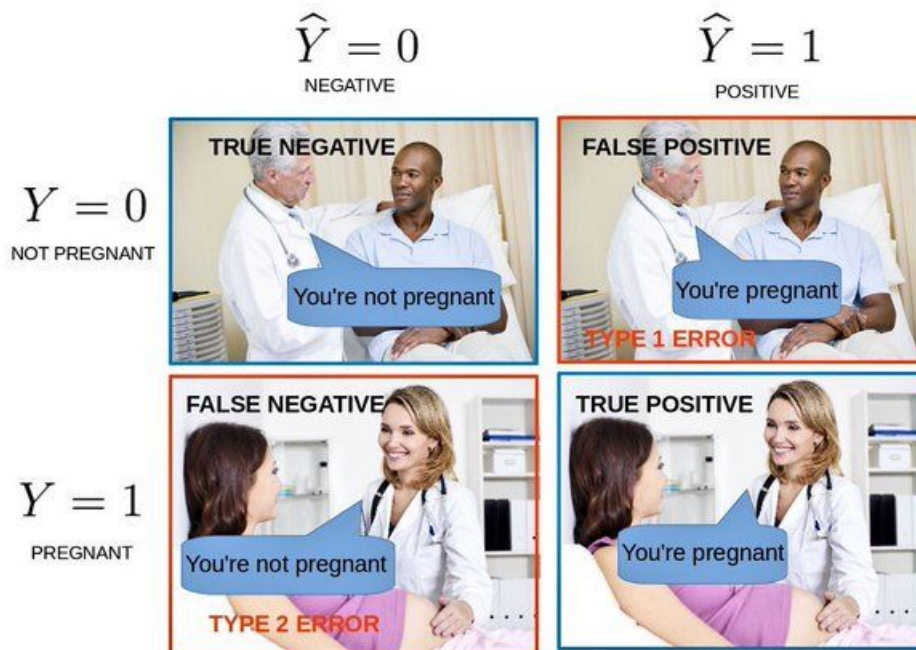 Ŷ = 0
NEGATIVE
Ŷ = 1
POSITIVE
Y = 0
NOT PREGNANT
TRUE NEGATIVE
You're not pregnant
FALSE POSITIVE
You're pregnant
TYPE 1 ERROR
Y = 1
PREGNANT
FALSE NEGATIVE
You're not pregnant
TYPE 2 ERROR
TRUE POSITIVE
You're pregnant